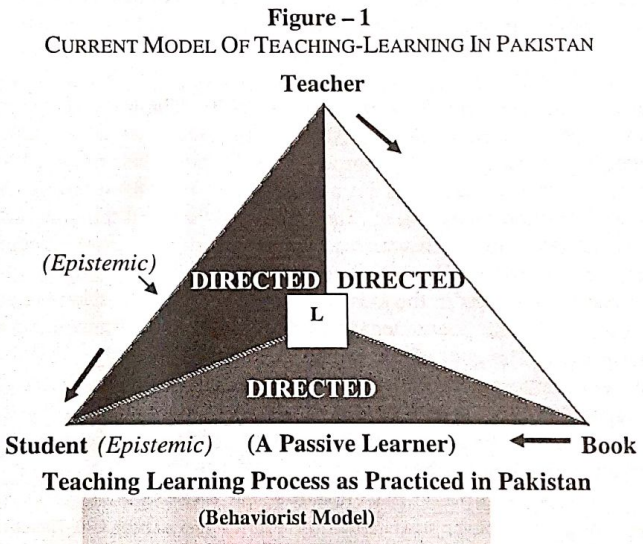 Figure – 1
CURRENT MODEL OF TEACHING-LEARNING IN PAKISTAN
Teacher
(Epistemic)
DIRECTED DIRECTED
L
DIRECTED
Student (Epistemic) (A Passive Learner) Book
Teaching Learning Process as Practiced in Pakistan
(Behaviorist Model)